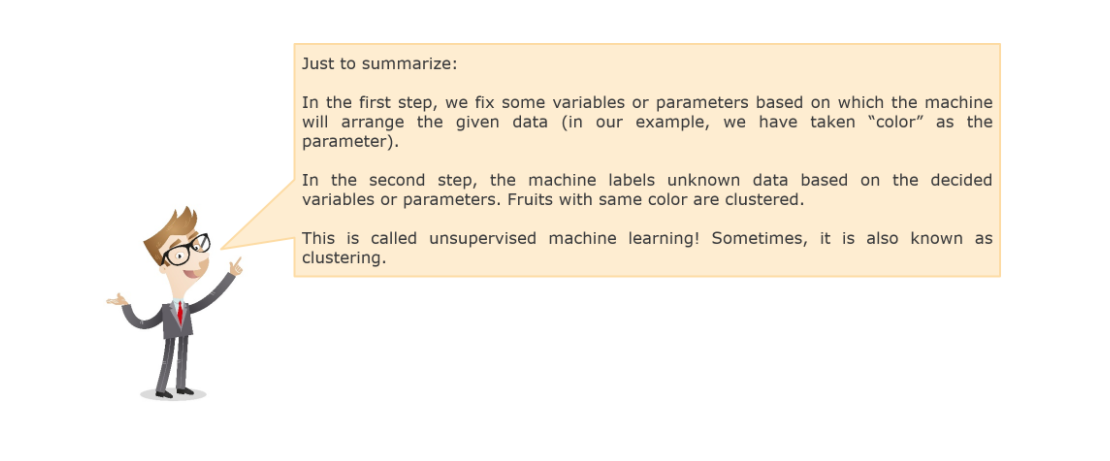 Just to summarize:
In the first step, we fix some variables or parameters based on which the machine
will arrange the given data (in our example, we have taken “color” as the
parameter).
In the second step, the machine labels unknown data based on the decided
variables or parameters. Fruits with same color are clustered.
This is called unsupervised machine learning! Sometimes, it is also known as
clustering.